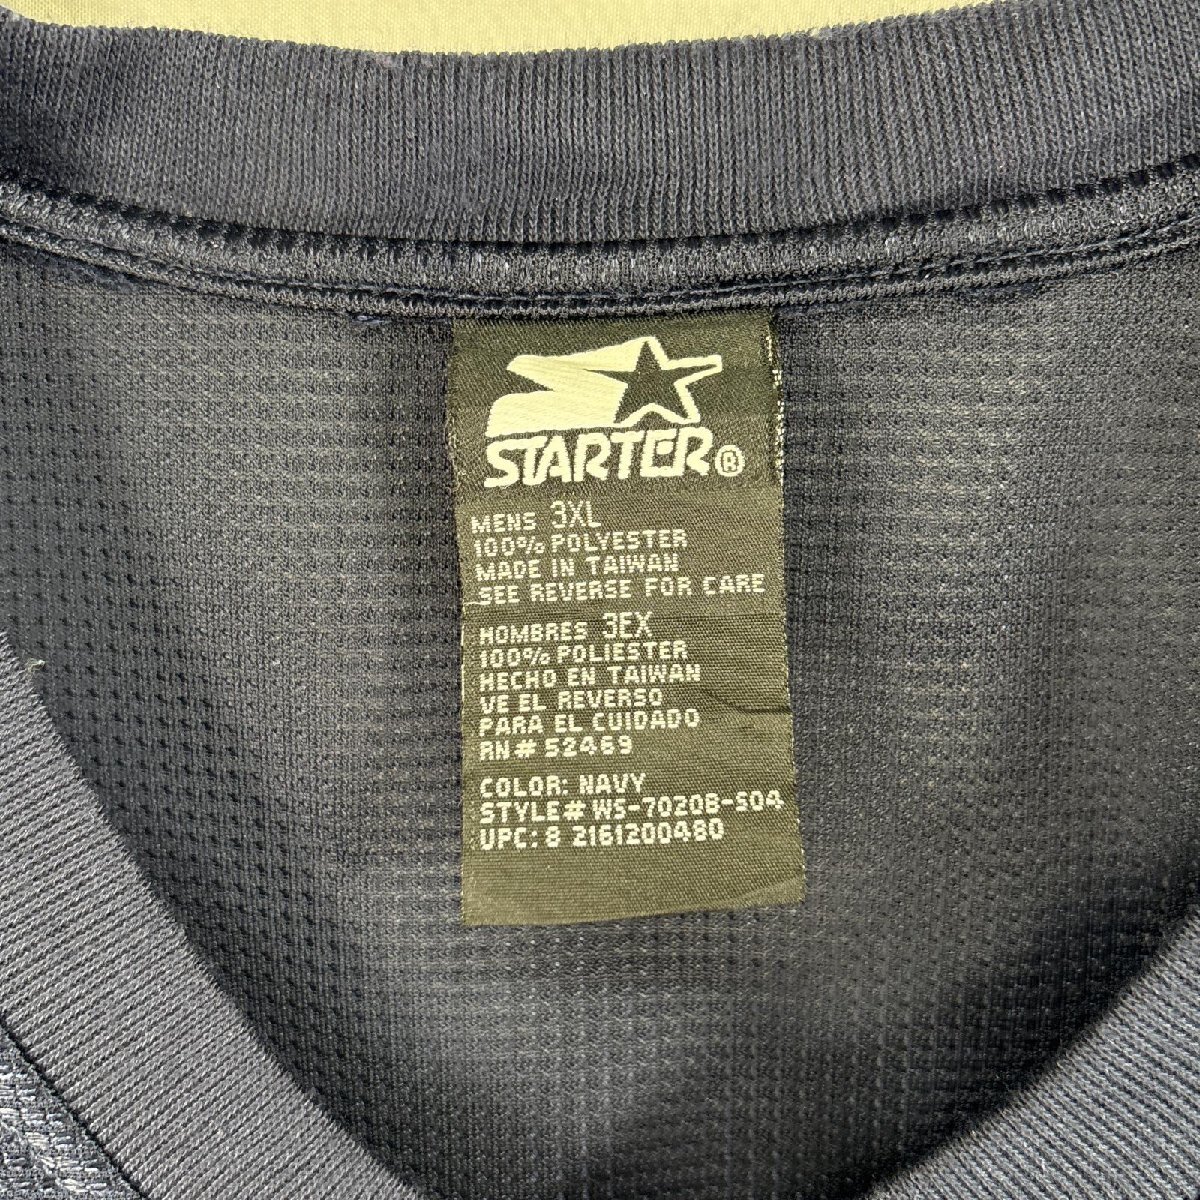 STARTER®
MENS 3XL
100% POLYESTER
MADE IN TAIWAN
SEE REVERSE FOR CARE
HOMBRES 3EX
100% POLIESTER
HECHO EN TAIWAN
VE EL REVERSO
PARA EL CUIDADO
RN# 52469
COLOR: NAVY
STYLE# WS-7020B-S04
UPC: 8 2161200480